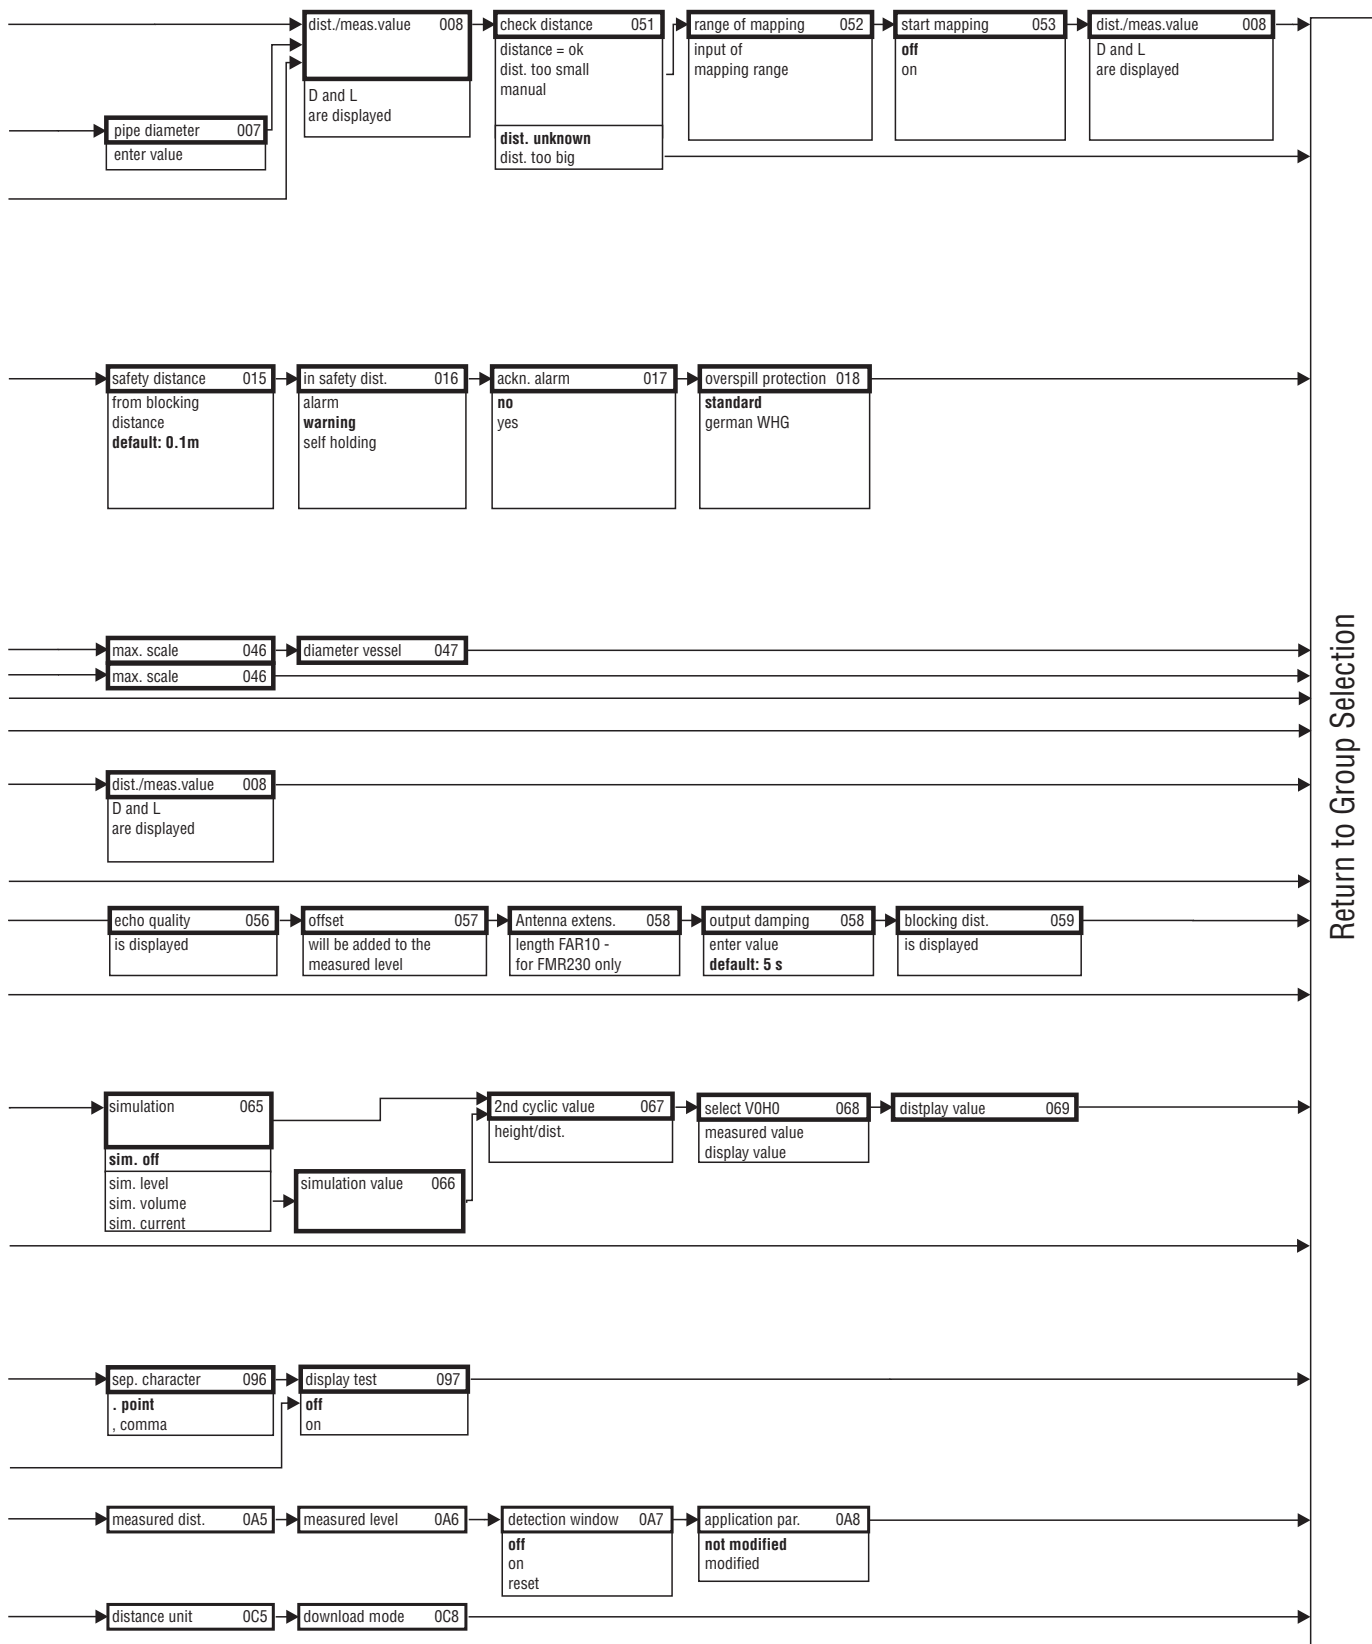 dist./meas.value 008
D and L
are displayed
check distance 051
distance = ok
dist. too small
manual
dist. unknown
dist. too big
range of mapping 052
input of
mapping range
start mapping 053
off
on
dist./meas.value 008
D and L
are displayed
pipe diameter 007
enter value
safety distance 015
from blocking
distance
default: 0.1m
in safety dist. 016
alarm
warning
self holding
ackn. alarm 017
no
yes
overspill protection 018
standard
german WHG
max. scale 046
diameter vessel 047
max. scale 046
dist./meas.value 008
D and L
are displayed
echo quality 056
is displayed
offset 057
will be added to the
measured level
Antenna extens. 058
length FAR10 -
for FMR230 only
output damping 058
enter value
default: 5 s
blocking dist. 059
is displayed
simulation 065
sim. off
sim. level
sim. volume
sim. current
simulation value 066
2nd cyclic value 067
height/dist.
select V0H0 068
measured value
display value
distplay value 069
sep. character 096
. point
, comma
display test 097
off
on
measured dist. 0A5
measured level 0A6
detection window 0A7
off
on
reset
application par. 0A8
not modified
modified
distance unit 0C5
download mode 0C8
Return to Group Selection